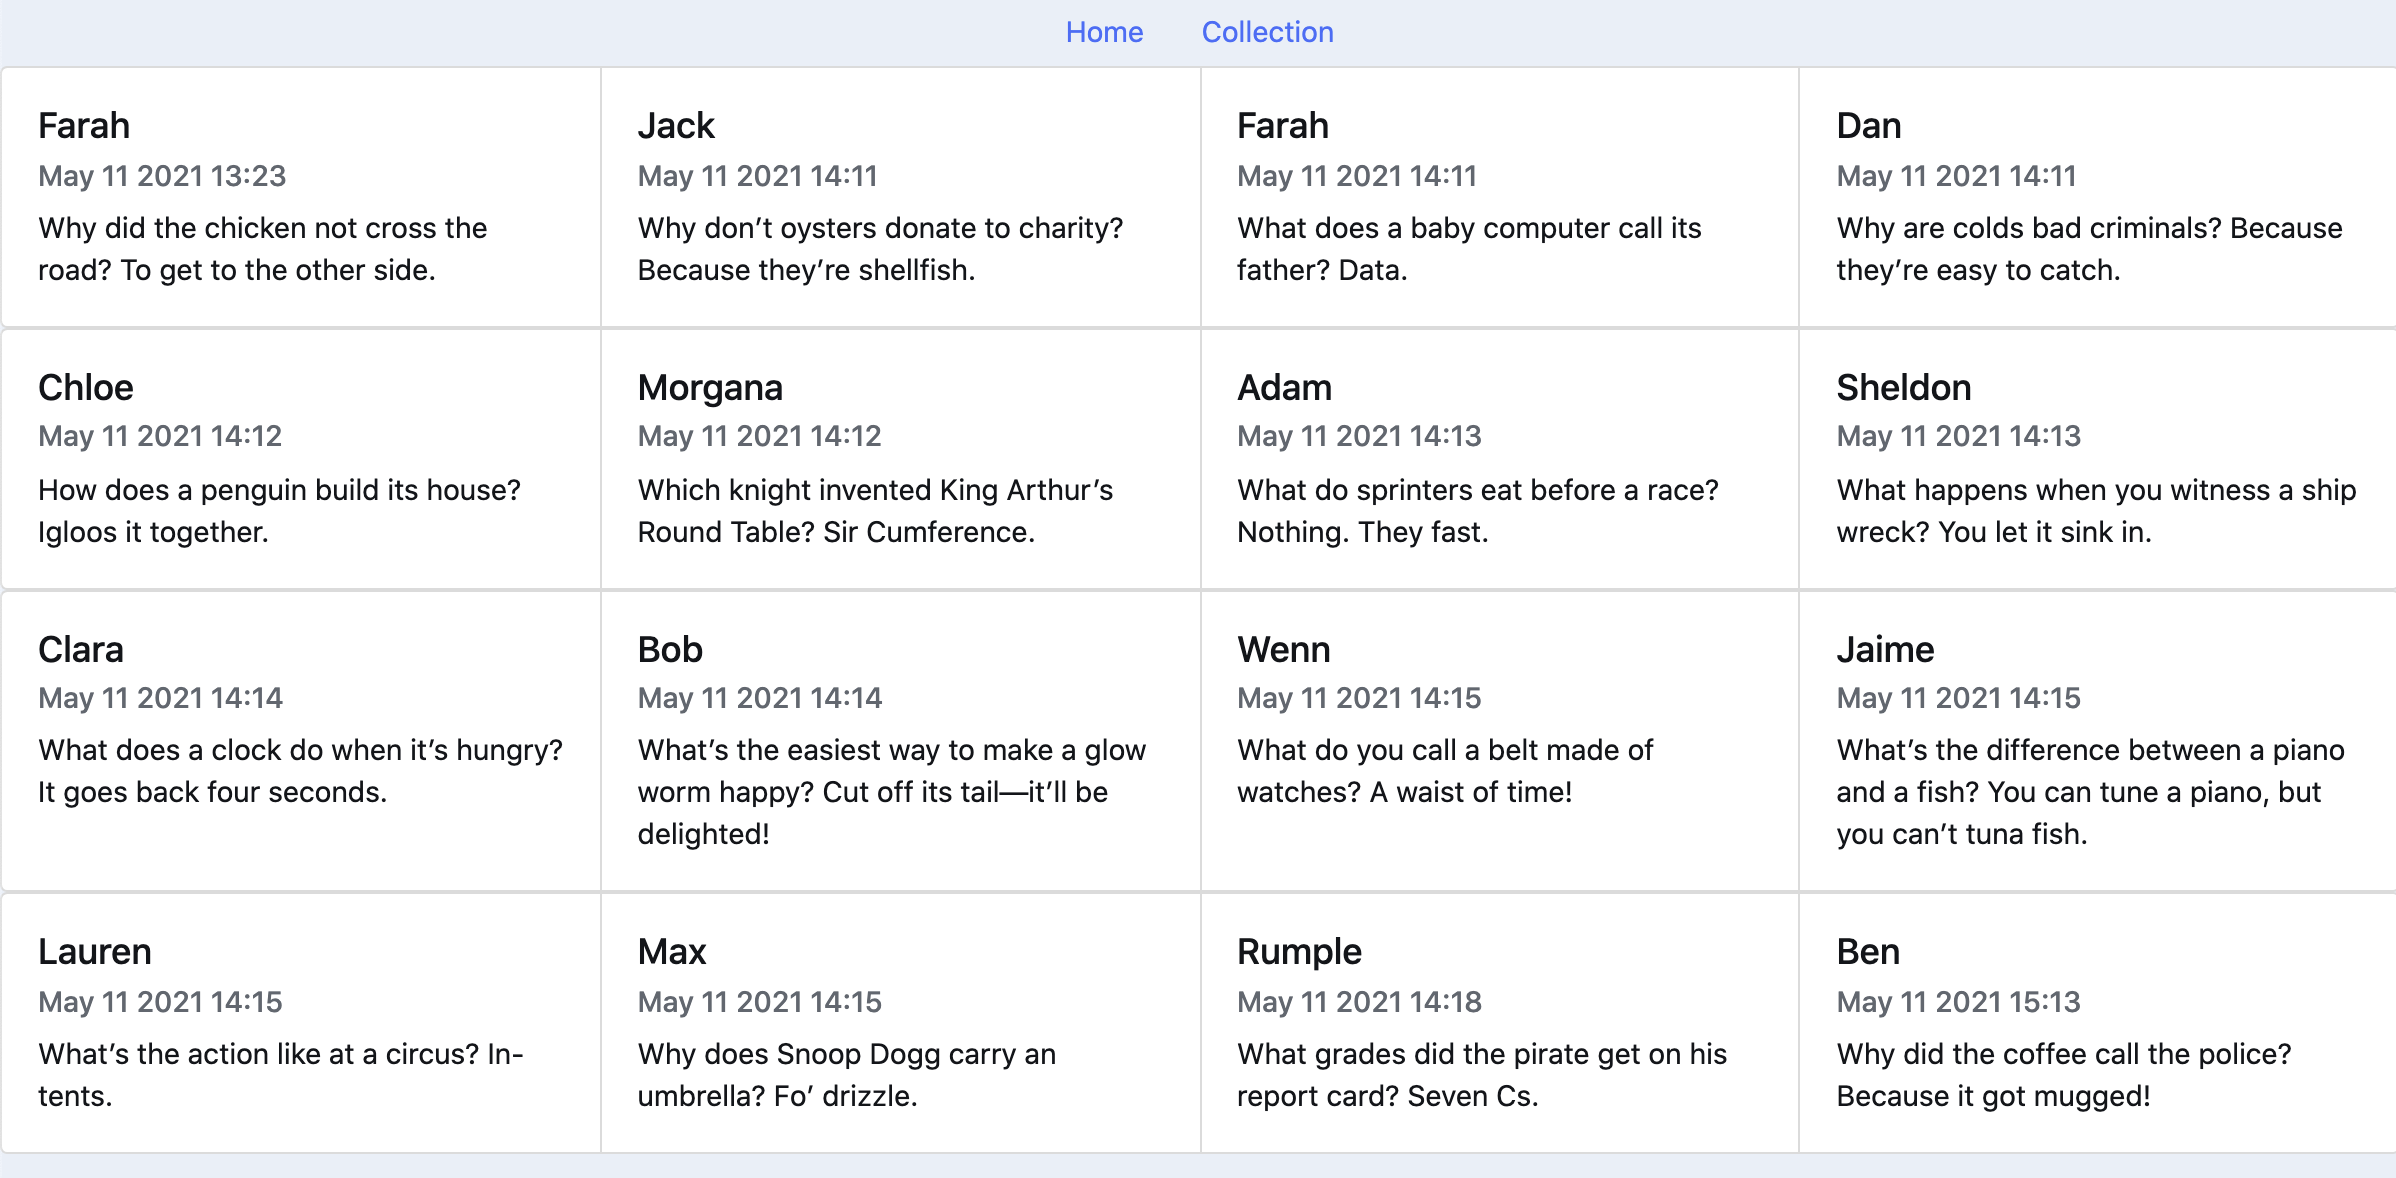 Home Collection
Farah
May 11 2021 13:23
Why did the chicken not cross the
road? To get to the other side.
Jack
May 11 2021 14:11
Why don’t oysters donate to charity?
Because they’re shellfish.
Farah
May 11 2021 14:11
What does a baby computer call its
father? Data.
Dan
May 11 2021 14:11
Why are colds bad criminals? Because
they’re easy to catch.
Chloe
May 11 2021 14:12
How does a penguin build its house?
Igloos it together.
Morgana
May 11 2021 14:12
Which knight invented King Arthur’s
Round Table? Sir Cumference.
Adam
May 11 2021 14:13
What do sprinters eat before a race?
Nothing. They fast.
Sheldon
May 11 2021 14:13
What happens when you witness a ship
wreck? You let it sink in.
Clara
May 11 2021 14:14
What does a clock do when it’s hungry?
It goes back four seconds.
Bob
May 11 2021 14:14
What’s the easiest way to make a glow
worm happy? Cut off its tail—it’ll be
delighted!
Wenn
May 11 2021 14:15
What do you call a belt made of
watches? A waist of time!
Jaime
May 11 2021 14:15
What’s the difference between a piano
and a fish? You can tune a piano, but
you can’t tuna fish.
Lauren
May 11 2021 14:15
What’s the action like at a circus? In-
tents.
Max
May 11 2021 14:15
Why does Snoop Dogg carry an
umbrella? Fo’ drizzle.
Rumple
May 11 2021 14:18
What grades did the pirate get on his
report card? Seven Cs.
Ben
May 11 2021 15:13
Why did the coffee call the police?
Because it got mugged!